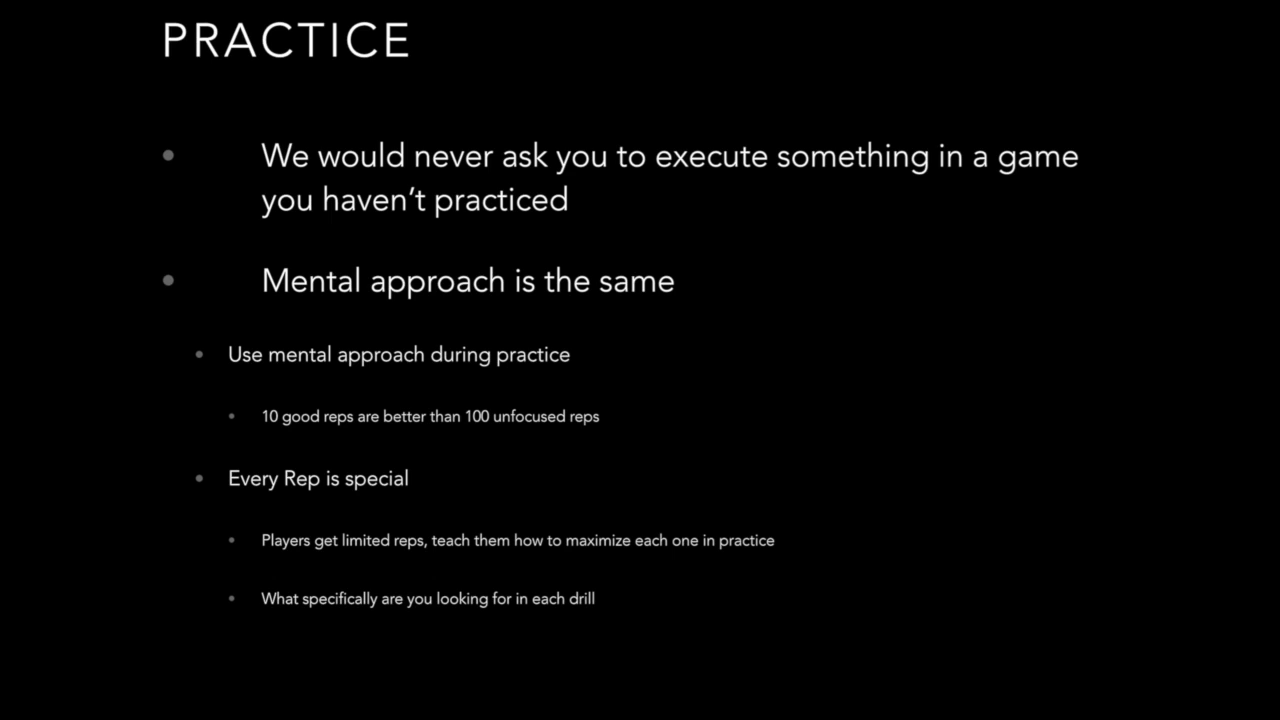 PRACTICE
We would never ask you to execute something in a game
you haven’t practiced
Mental approach is the same
Use mental approach during practice
10 good reps are better than 100 unfocused reps
Every Rep is special
Players get limited reps, teach them how to maximize each one in practice
What specifically are you looking for in each drill